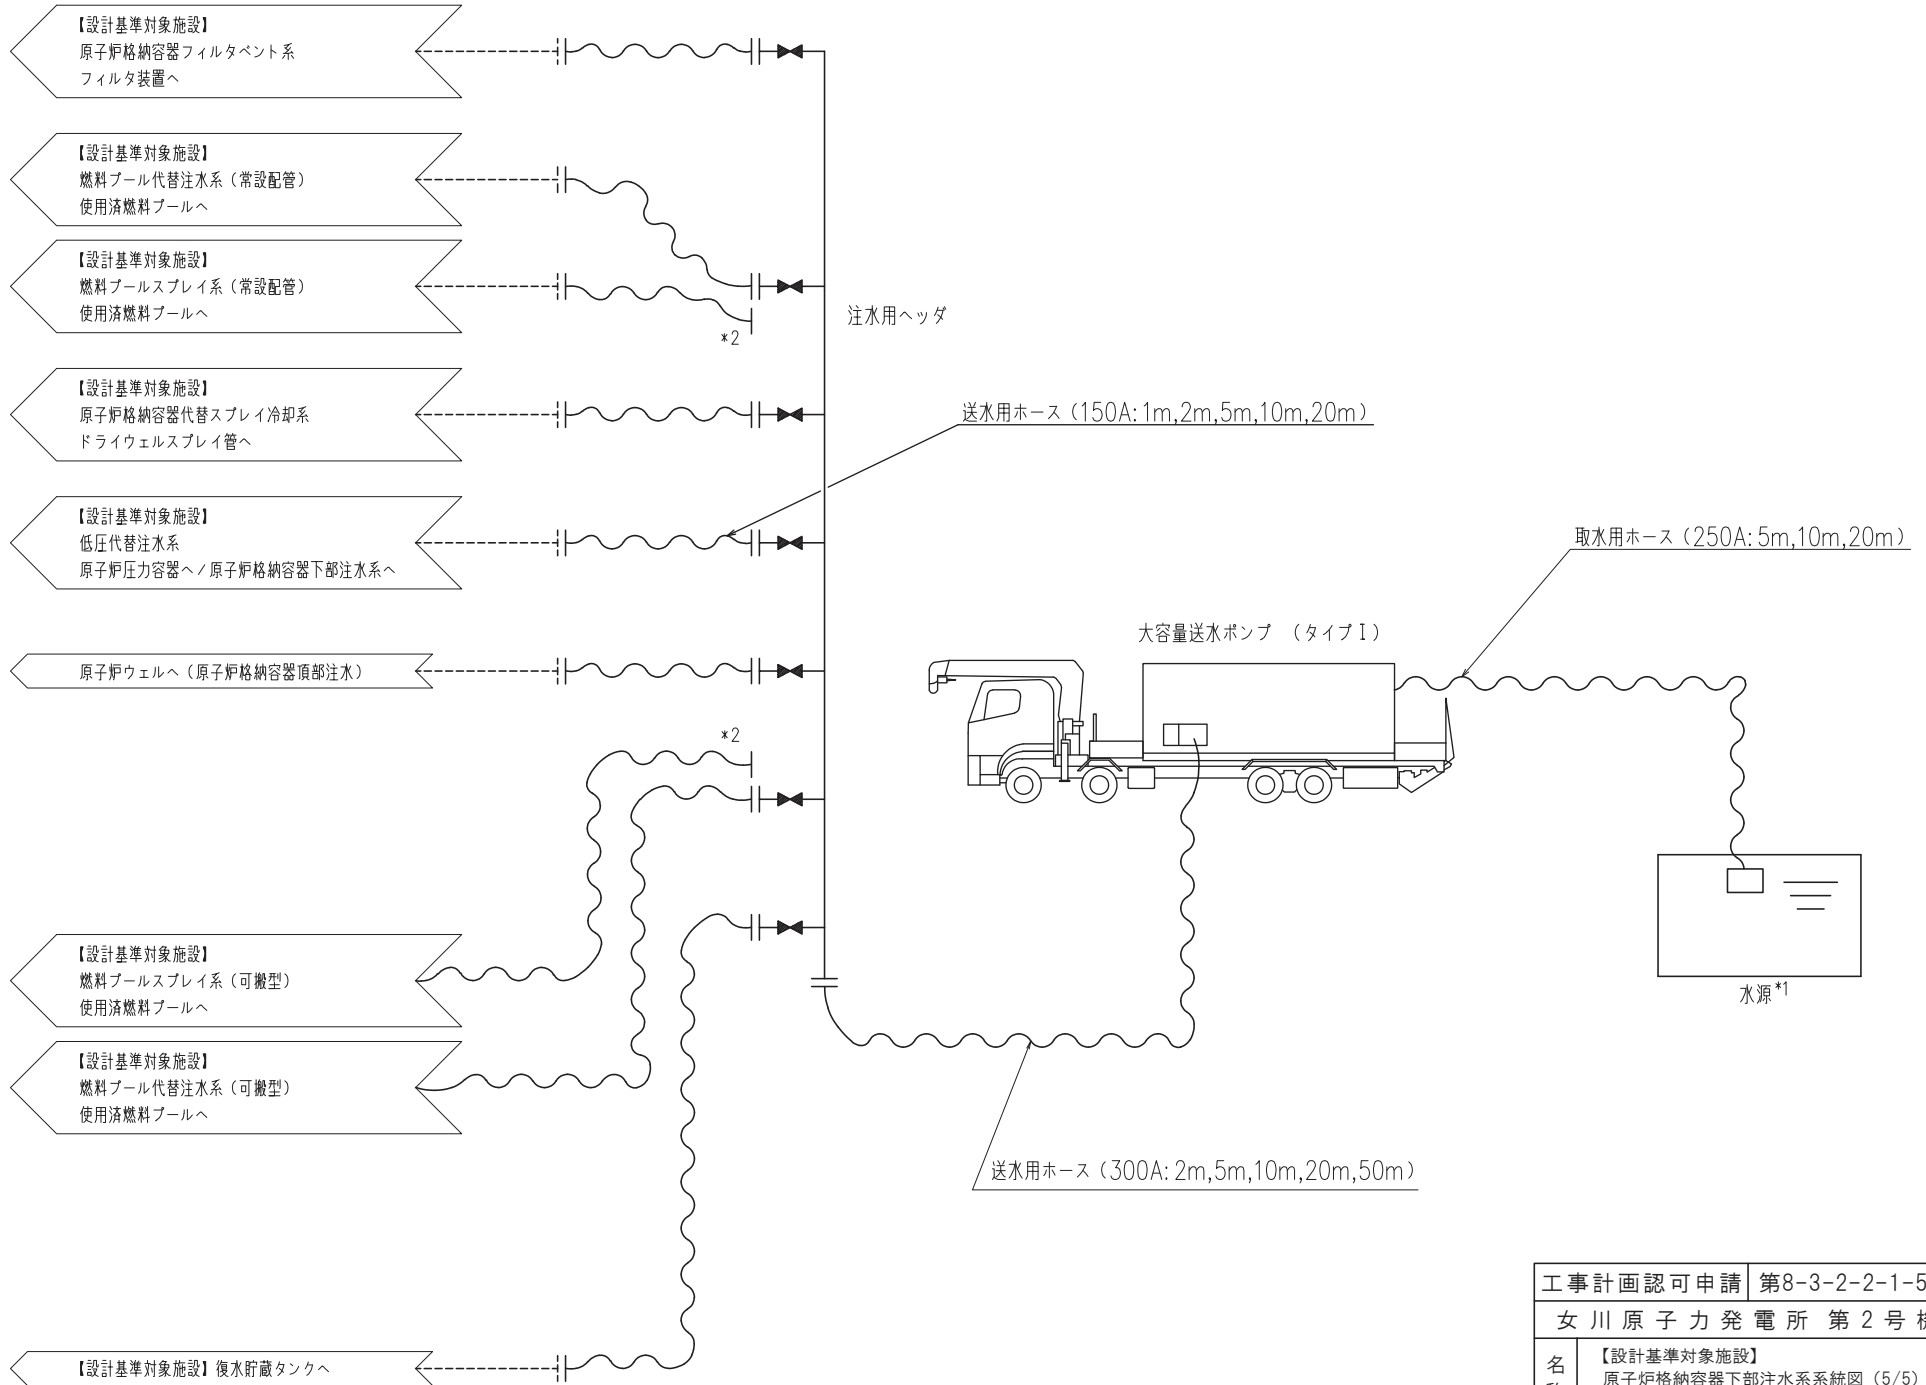 【設計基準対象施設】
原子炉格納容器フィルタベント系
フィルタ装置へ
【設計基準対象施設】
燃料プール代替注水系（常設配管）
使用済燃料プールへ
【設計基準対象施設】
燃料プールスプレイ系（常設配管）
使用済燃料プールへ
*2
注水用ヘッダ
【設計基準対象施設】
原子炉格納容器代替スプレイ冷却系
ドライウェルスプレイ管へ
送水用ホース（150A:1m,2m,5m,10m,20m）
【設計基準対象施設】
低圧代替注水系
原子炉圧力容器へ／原子炉格納容器下部注水系へ
取水用ホース（250A:5m,10m,20m）
大容量送水ポンプ　（タイプⅠ）
原子炉ウェルへ（原子炉格納容器頂部注水）
*2
【設計基準対象施設】
燃料プールスプレイ系（可搬型）
使用済燃料プールへ
水源*1
【設計基準対象施設】
燃料プール代替注水系（可搬型）
使用済燃料プールへ
送水用ホース（300A:2m,5m,10m,20m,50m）
【設計基準対象施設】復水貯蔵タンクへ
工事計画認可申請 第8-3-2-2-1-5
女川原子力発電所 第2号
名
【設計基準対象施設】
原子炉格納容器下部注水系系統図（5/5）